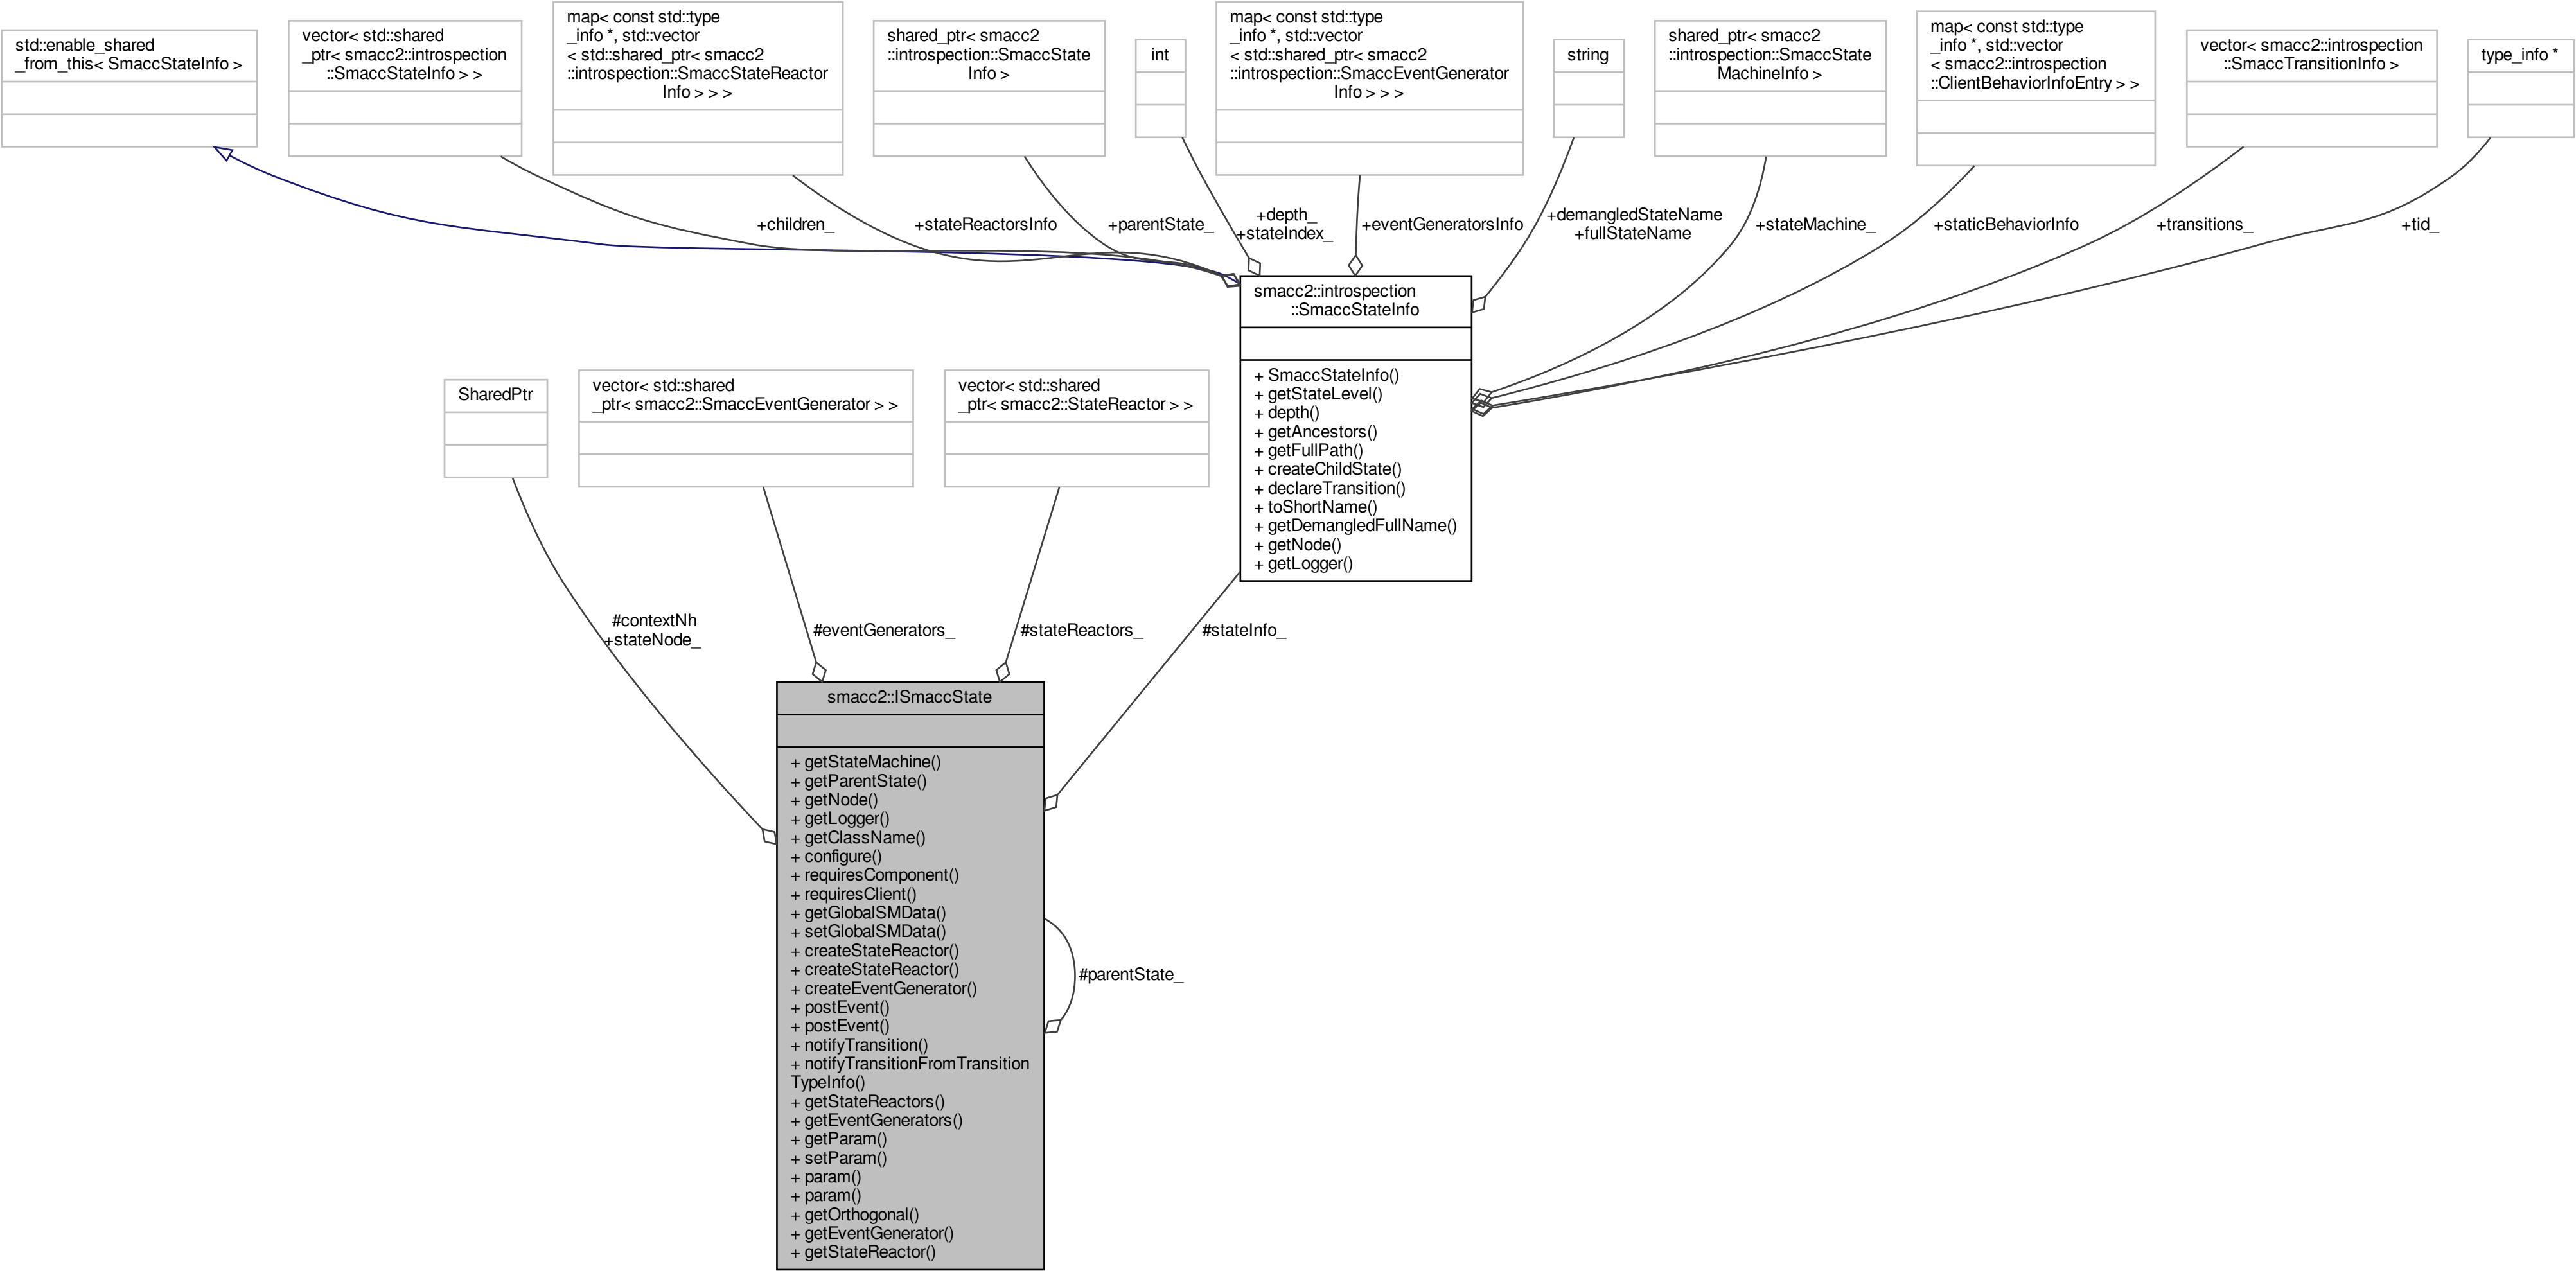 std::enable_shared
_from_this< SmaccStateInfo >
vector< std::shared
_ptr< smacc2::introspection
::SmaccStateInfo > >
map< const std::type
_info *, std::vector
< std::shared_ptr< smacc2
::introspection::SmaccStateReactor
Info > > >
shared_ptr< smacc2
::introspection::SmaccState
Info >
int
map< const std::type
_info *, std::vector
< std::shared_ptr< smacc2
::introspection::SmaccEventGenerator
Info > > >
string
shared_ptr< smacc2
::introspection::SmaccState
MachineInfo >
map< const std::type
_info *, std::vector
< smacc2::introspection
::ClientBehaviorInfoEntry > >
vector< smacc2::introspection
::SmaccTransitionInfo >
type_info *
+children_
+stateReactorsInfo
+parentState_
+depth_
+stateIndex_
+eventGeneratorsInfo
+demangledStateName
+fullStateName
+stateMachine_
+staticBehaviorInfo
+transitions_
+tid_
smacc2::introspection
::SmaccStateInfo
+ SmaccStateInfo()
+ getStateLevel()
+ depth()
+ getAncestors()
+ getFullPath()
+ createChildState()
+ declareTransition()
+ toShortName()
+ getDemangledFullName()
+ getNode()
+ getLogger()
SharedPtr
vector< std::shared
_ptr< smacc2::SmaccEventGenerator > >
vector< std::shared
_ptr< smacc2::StateReactor > >
#contextNh
+stateNode_
#eventGenerators_
#stateReactors_
#stateInfo_
smacc2::ISmaccState
+ getStateMachine()
+ getParentState()
+ getNode()
+ getLogger()
+ getClassName()
+ configure()
+ requiresComponent()
+ requiresClient()
+ getGlobalSMData()
+ setGlobalSMData()
+ createStateReactor()
+ createStateReactor()
+ createEventGenerator()
+ postEvent()
+ postEvent()
+ notifyTransition()
+ notifyTransitionFromTransition
TypeInfo()
+ getStateReactors()
+ getEventGenerators()
+ getParam()
+ setParam()
+ param()
+ param()
+ getOrthogonal()
+ getEventGenerator()
+ getStateReactor()
#parentState_